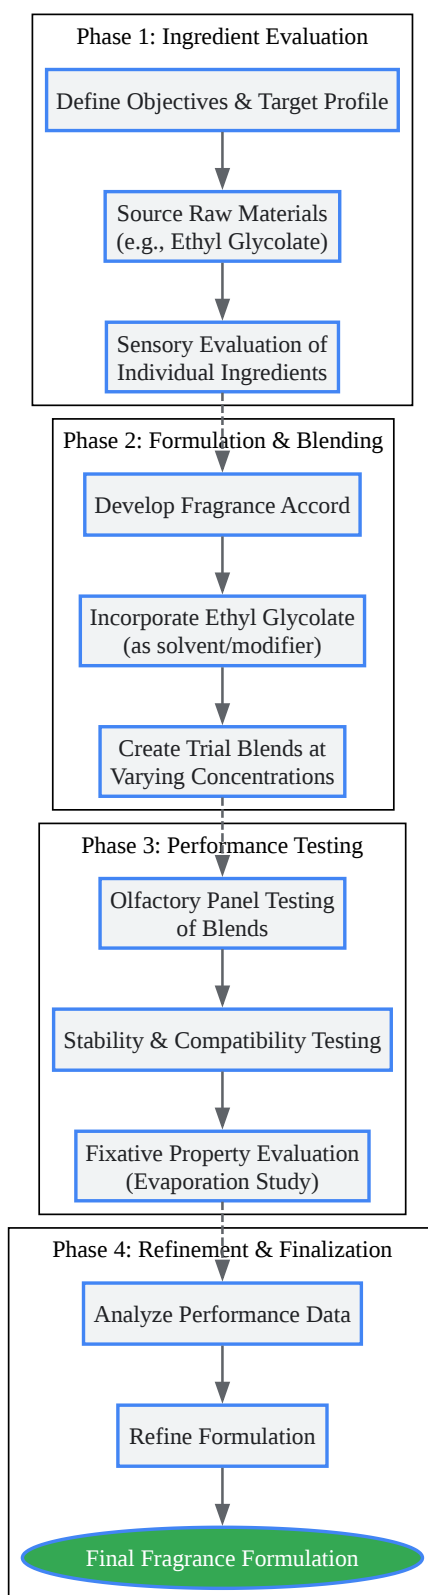 Phase 1: Ingredient Evaluation
Define Objectives & Target Profile
Source Raw Materials
(e.g., Ethyl Glycolate)
Sensory Evaluation of
Individual Ingredients
Phase 2: Formulation & Blending
Develop Fragrance Accord
Incorporate Ethyl Glycolate
(as solvent/modifier)
Create Trial Blends at
Varying Concentrations
Phase 3: Performance Testing
Olfactory Panel Testing
of Blends
Stability & Compatibility Testing
Fixative Property Evaluation
(Evaporation Study)
Phase 4: Refinement & Finalization
Analyze Performance Data
Refine Formulation
Final Fragrance Formulation